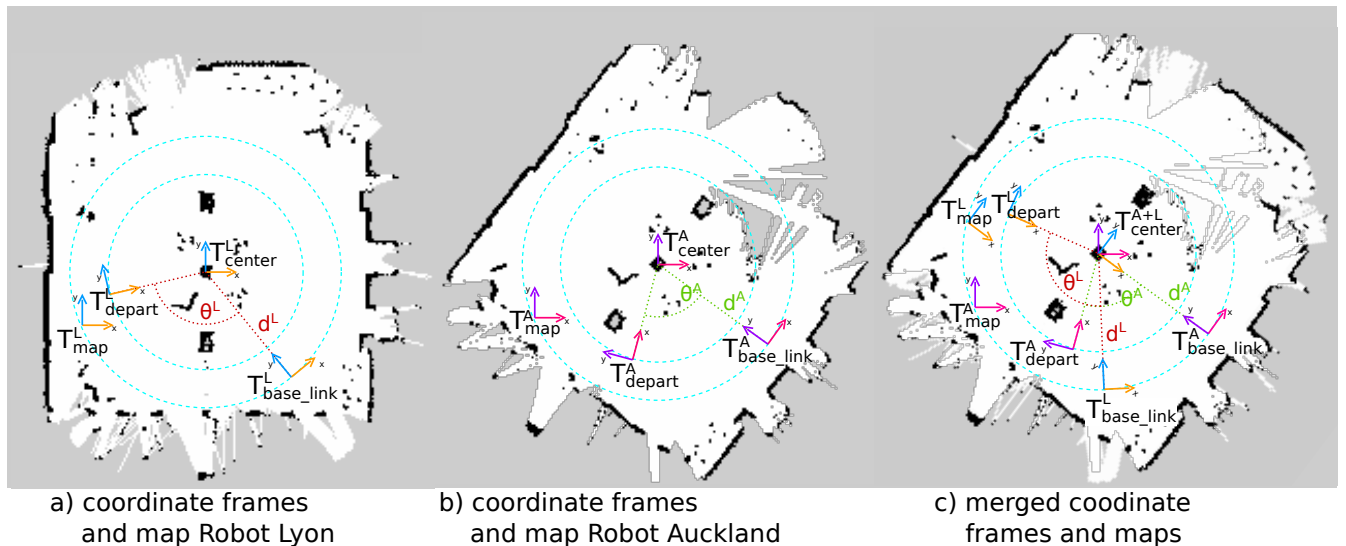 T^L_center
T^L_depart
T^L_map
θ^L
d^L
T^L_base_link
x
y
x
y
x
y
x
y
a) coordinate frames
and map Robot Lyon
T^A_center
T^A_map
T^A_depart
θ^A
d^A
T^A_base_link
x
y
x
y
x
y
x
y
b) coordinate frames
and map Robot Auckland
T^L_map
T^L_depart
T^A+L_center
T^A_map
T^A_depart
θ^L
θ^A
d^L
d^A
T^A_base_link
T^L_base_link
x
y
x
y
x
y
x
y
c) merged coodinate
frames and maps